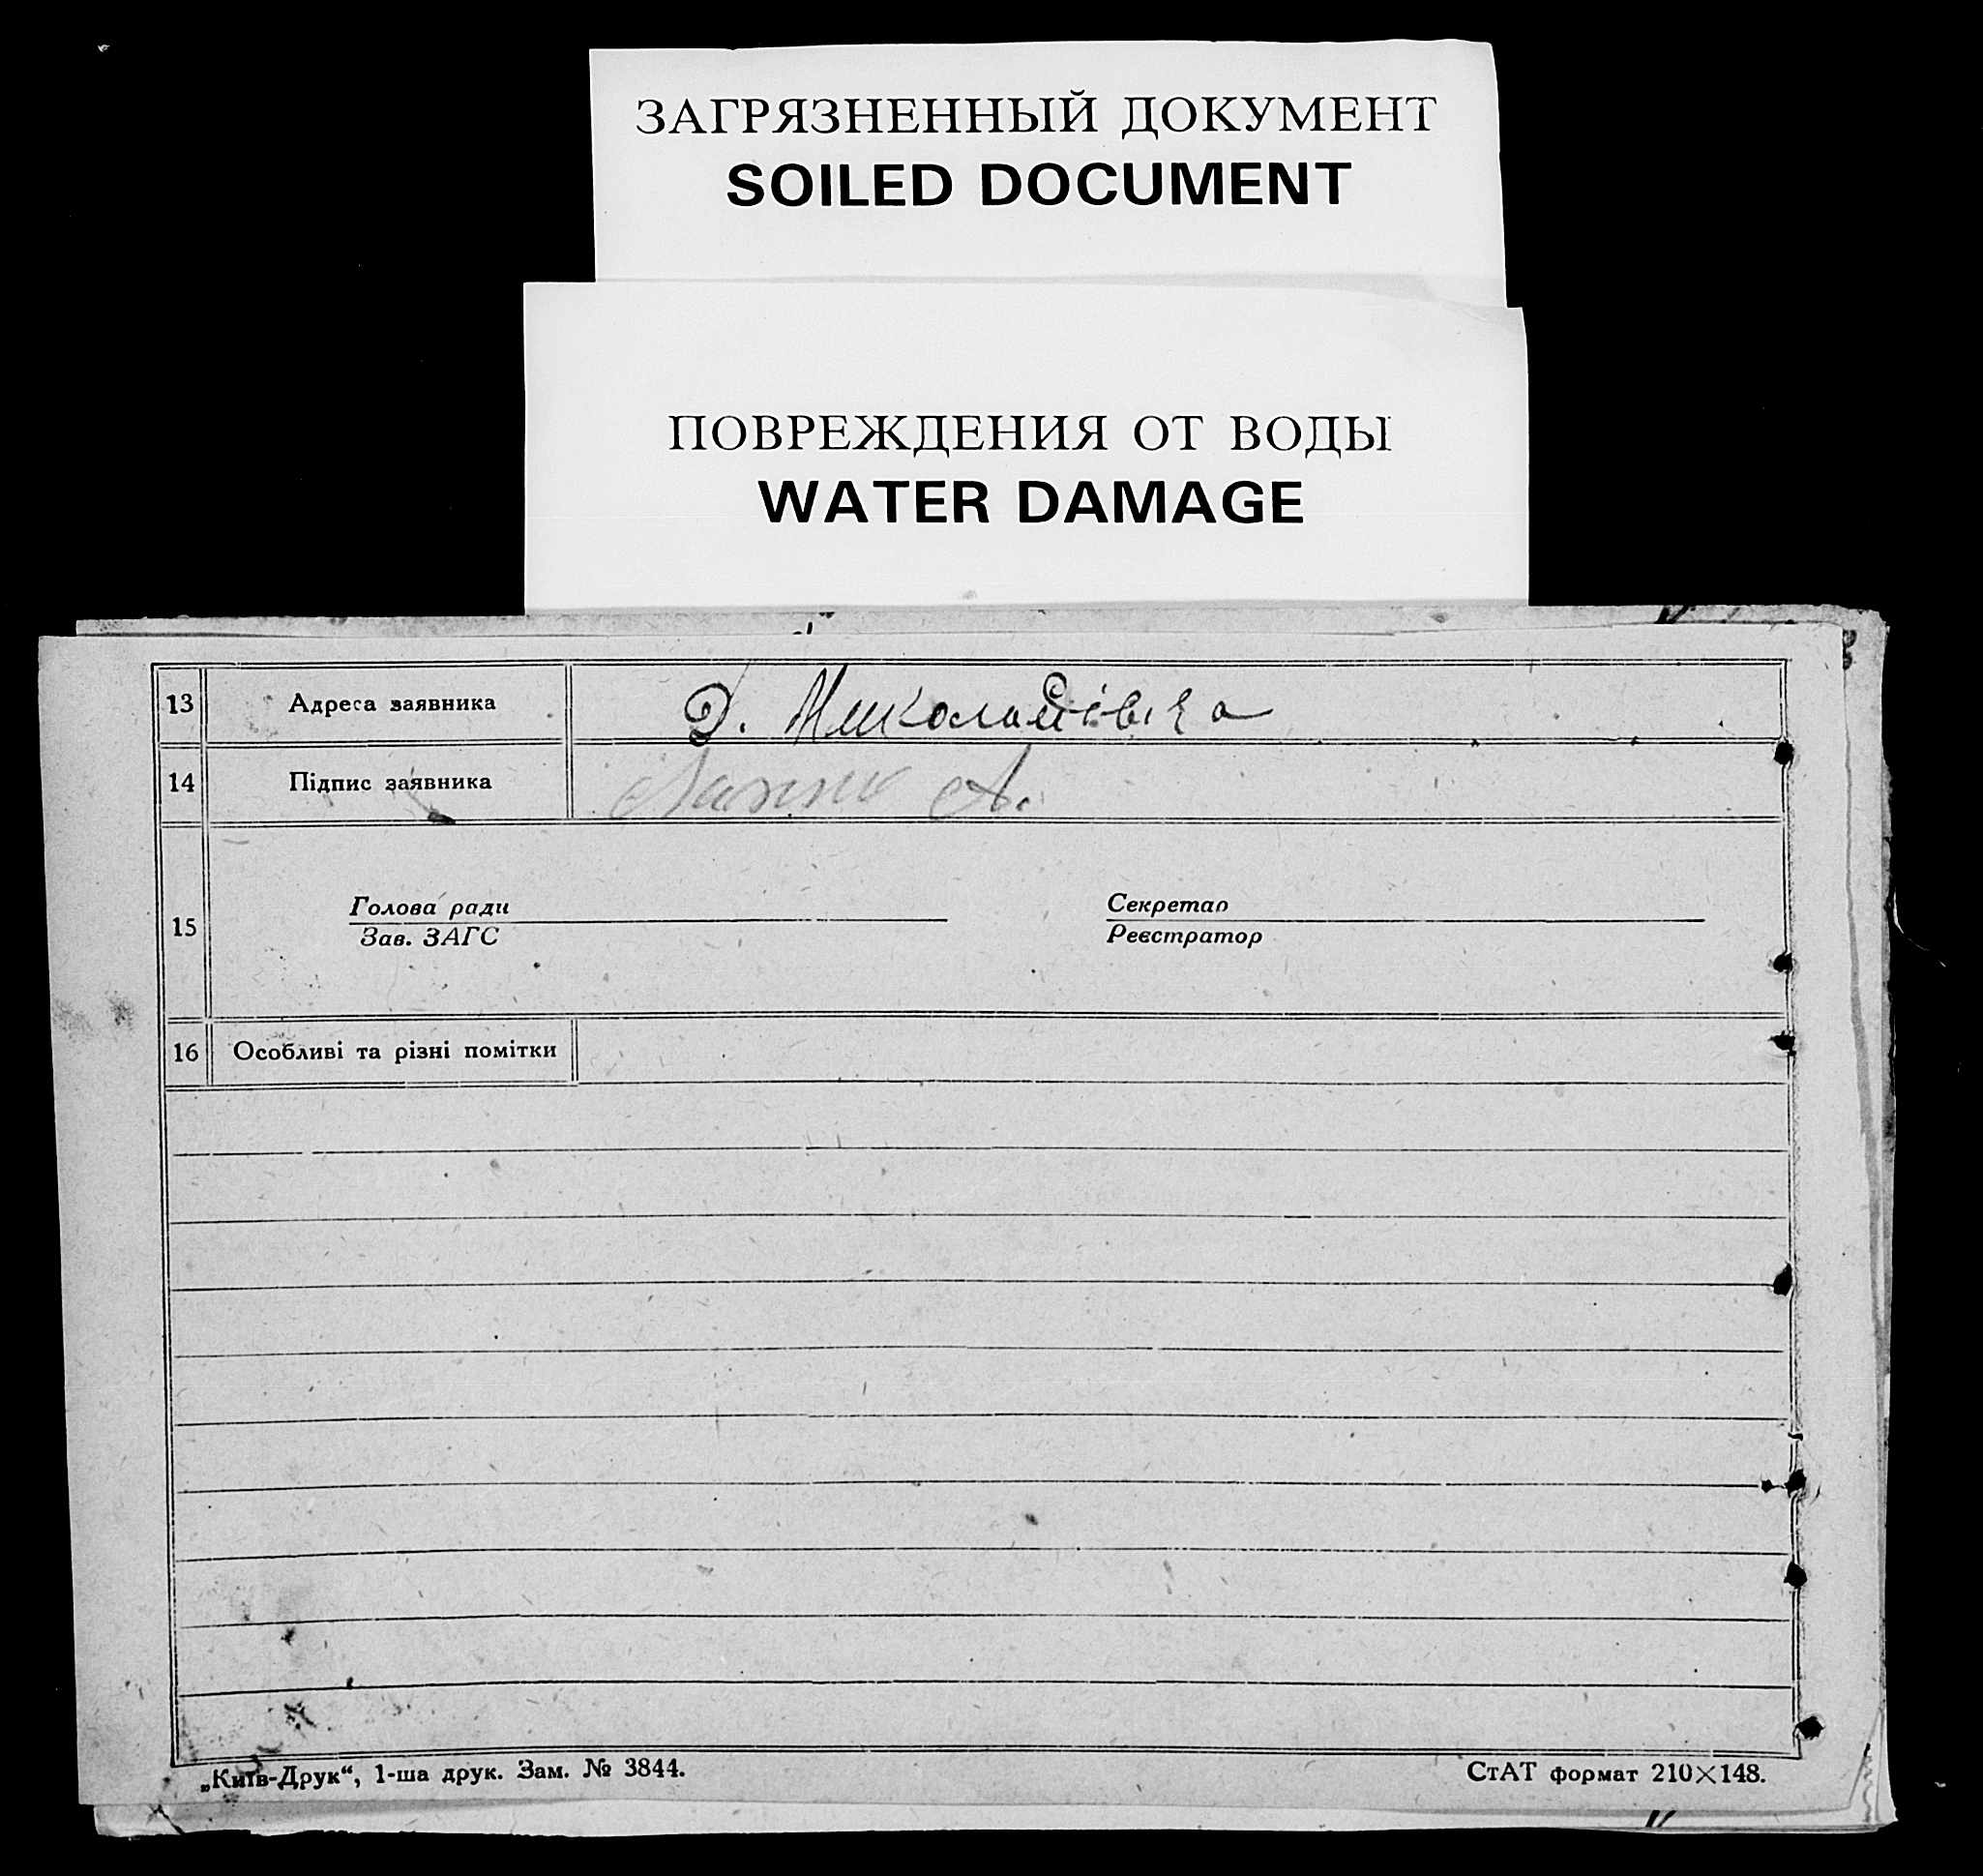 ЗАГРЯЗНЕННЫЙ ДОКУМЕНТ
SOILED DOCUMENT
ПОВРЕЖДЕНИЯ ОТ ВОДЫ
WATER DAMAGE
13 Адреса заявника Д. Миколаївка
14 Підпис заявника А.
Голова ради Секретар
15
Зав. ЗАГС Реєстратор
16 Особливі та різні помітки
„Київ-Друк“, 1-ша друк. Зам. № 3844. СтАТ формат 210×148.